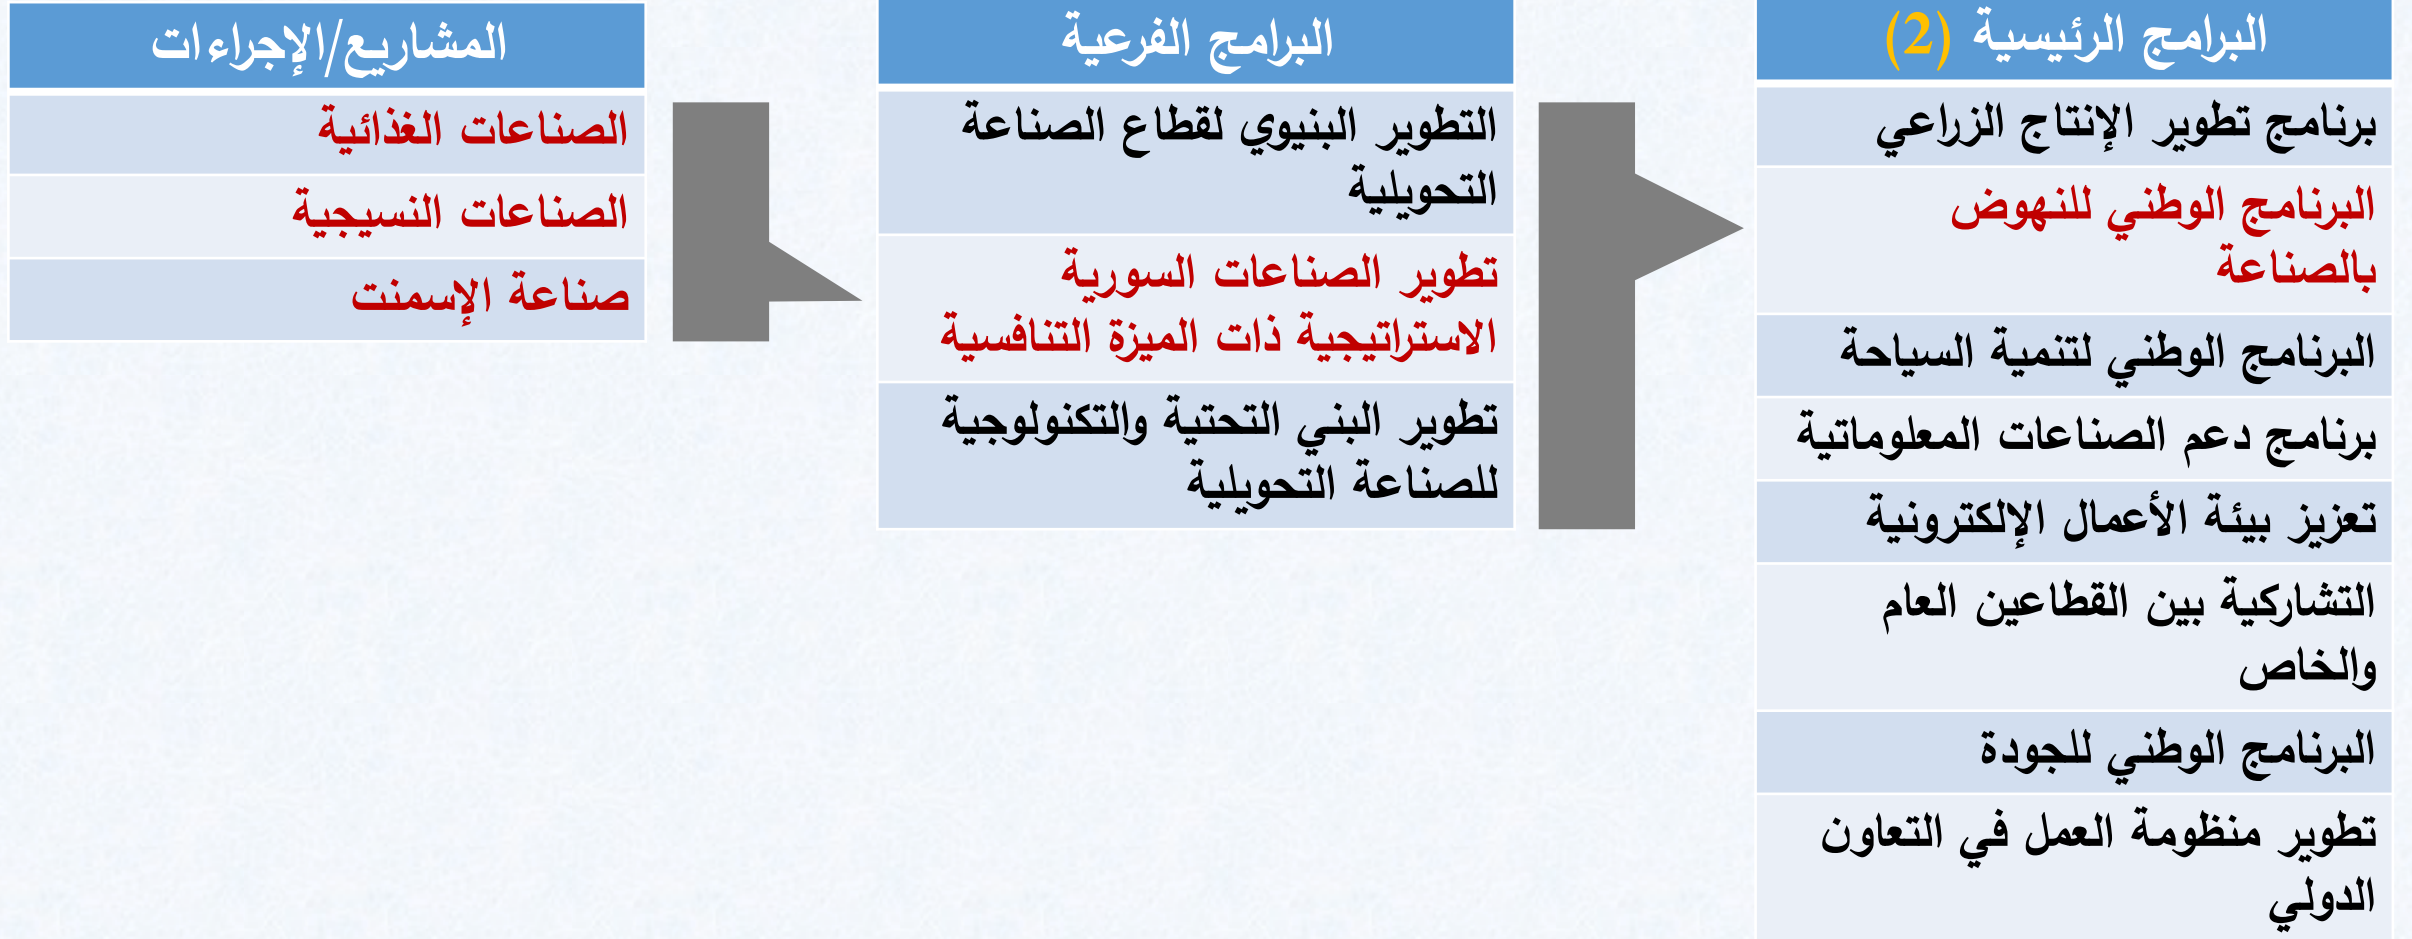 البرامج الرئيسية (2)
برنامج تطوير الإنتاج الزراعي
البرنامج الوطني للنهوض
بالصناعة
البرنامج الوطني لتنمية السياحة
برنامج دعم الصناعات المعلوماتية
تعزيز بيئة الأعمال الإلكترونية
التشاركية بين القطاعين العام
والخاص
البرنامج الوطني للجودة
تطوير منظومة العمل في التعاون
الدولي
البرامج الفرعية
التطوير البنيوي لقطاع الصناعة
التحويلية
تطوير الصناعات السورية
الاستراتيجية ذات الميزة التنافسية
تطوير البني التحتية والتكنولوجية
للصناعة التحويلية
المشاريع/الإجراءات
الصناعات الغذائية
الصناعات النسيجية
صناعة الإسمنت